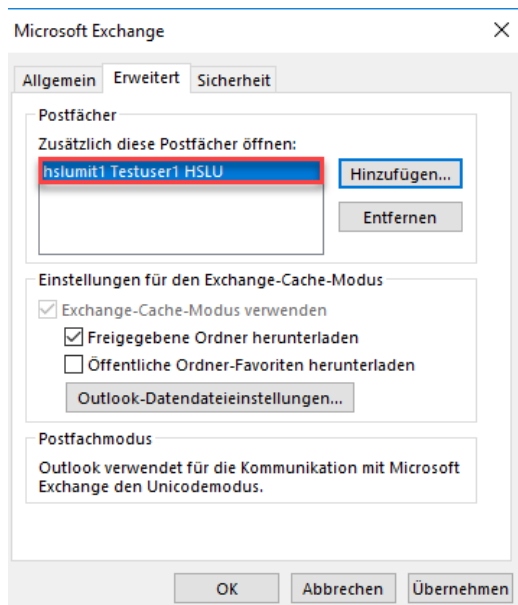 Microsoft Exchange
Allgemein Erweitert Sicherheit
Postfächer
Zusätzlich diese Postfächer öffnen:
hslumit1 Testuser1 HSLU
Hinzufügen...
Entfernen
Einstellungen für den Exchange-Cache-Modus
Exchange-Cache-Modus verwenden
Freigegebene Ordner herunterladen
Öffentliche Ordner-Favoriten herunterladen
Outlook-Datendateieinstellungen...
Postfachmodus
Outlook verwendet für die Kommunikation mit Microsoft
Exchange den Unicodemodus.
OK Abbrechen Übernehmen